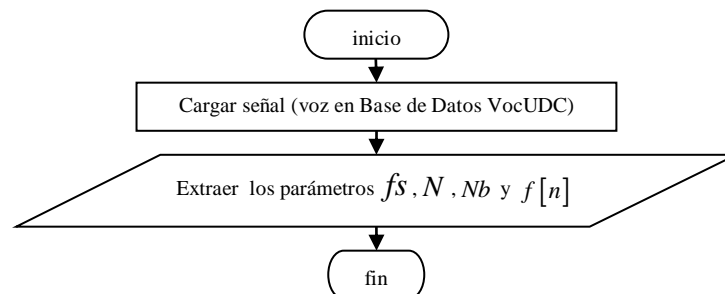 inicio
Cargar señal (voz en Base de Datos VocUDC)
Extraer los parámetros fs , N , Nb y f [n]
fin